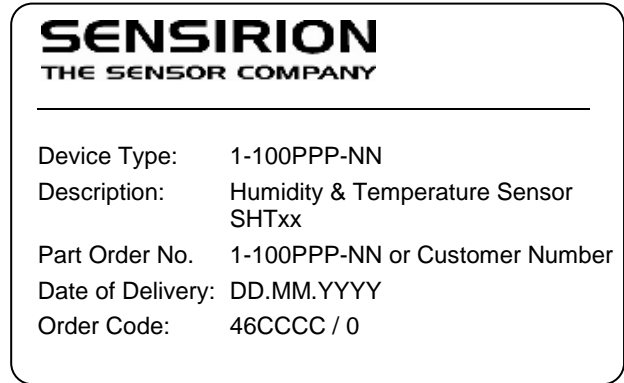 SENSIRION
THE SENSOR COMPANY
Device Type: 1-100PPP-NN
Description: Humidity & Temperature Sensor
SHTxx
Part Order No. 1-100PPP-NN or Customer Number
Date of Delivery: DD.MM.YYYY
Order Code: 46CCCC / 0